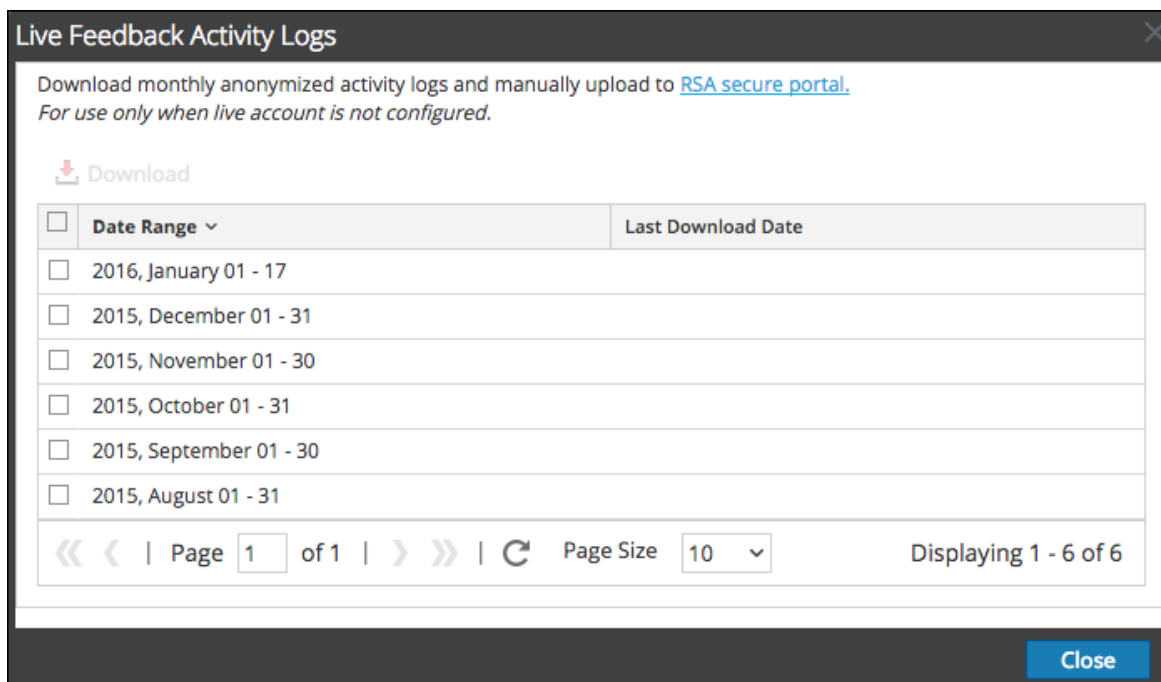 Live Feedback Activity Logs
Download monthly anonymized activity logs and manually upload to RSA secure portal.
For use only when live account is not configured.
Download
Date Range Last Download Date
2016, January 01 - 17
2015, December 01 - 31
2015, November 01 - 30
2015, October 01 - 31
2015, September 01 - 30
2015, August 01 - 31
| Page 1 of 1 | | Page Size 10 Displaying 1 - 6 of 6
Close